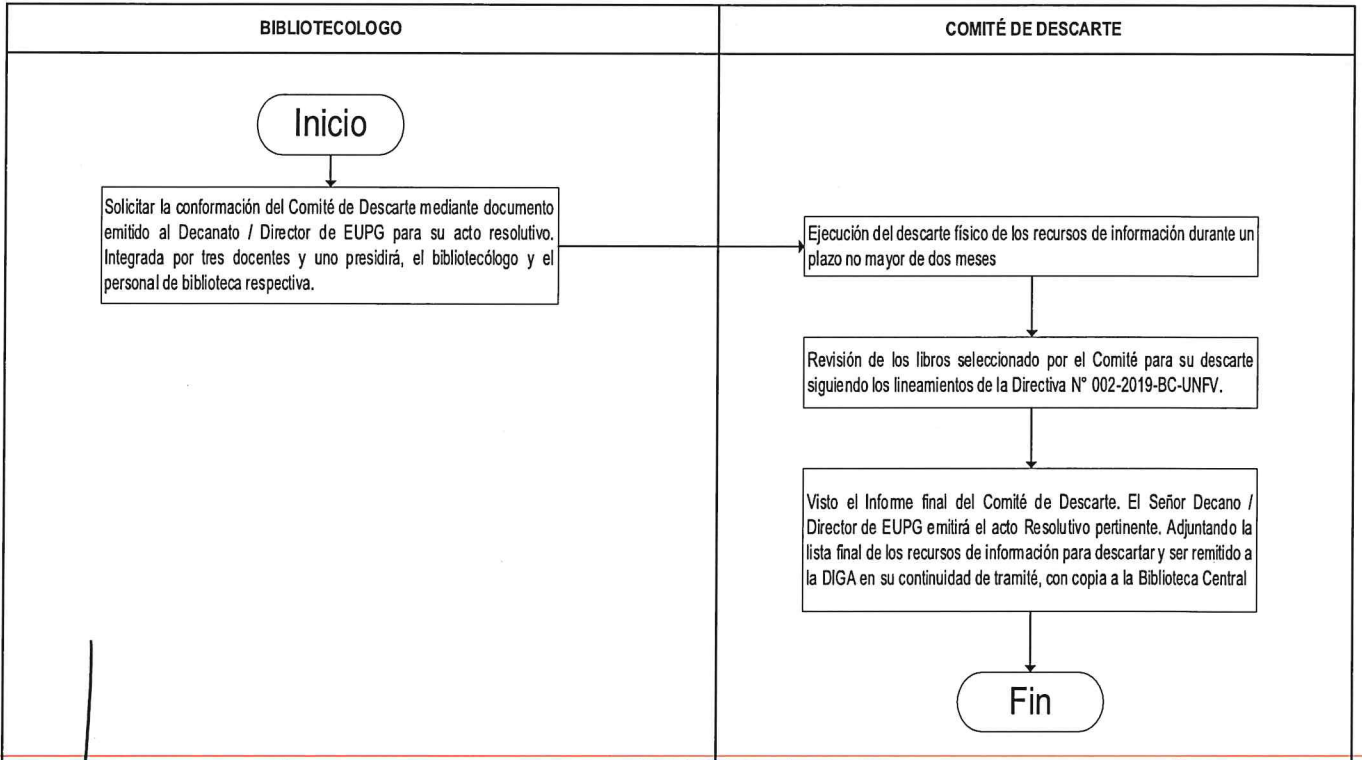 BIBLIOTECOLOGO
COMITÉ DE DESCARTE
Inicio
Solicitar la conformación del Comité de Descarte mediante documento
emitido al Decanato / Director de EUPG para su acto resolutivo.
Integrada por tres docentes y uno presidirá, el bibliotecólogo y el
personal de biblioteca respectiva.
Ejecución del descarte físico de los recursos de información durante un
plazo no mayor de dos meses
Revisión de los libros seleccionado por el Comité para su descarte
siguiendo los lineamientos de la Directiva N° 002-2019-BC-UNFV.
Visto el Informe final del Comité de Descarte. El Señor Decano /
Director de EUPG emitirá el acto Resolutivo pertinente. Adjuntando la
lista final de los recursos de información para descartar y ser remitido a
la DIGA en su continuidad de tramité, con copia a la Biblioteca Central
Fin